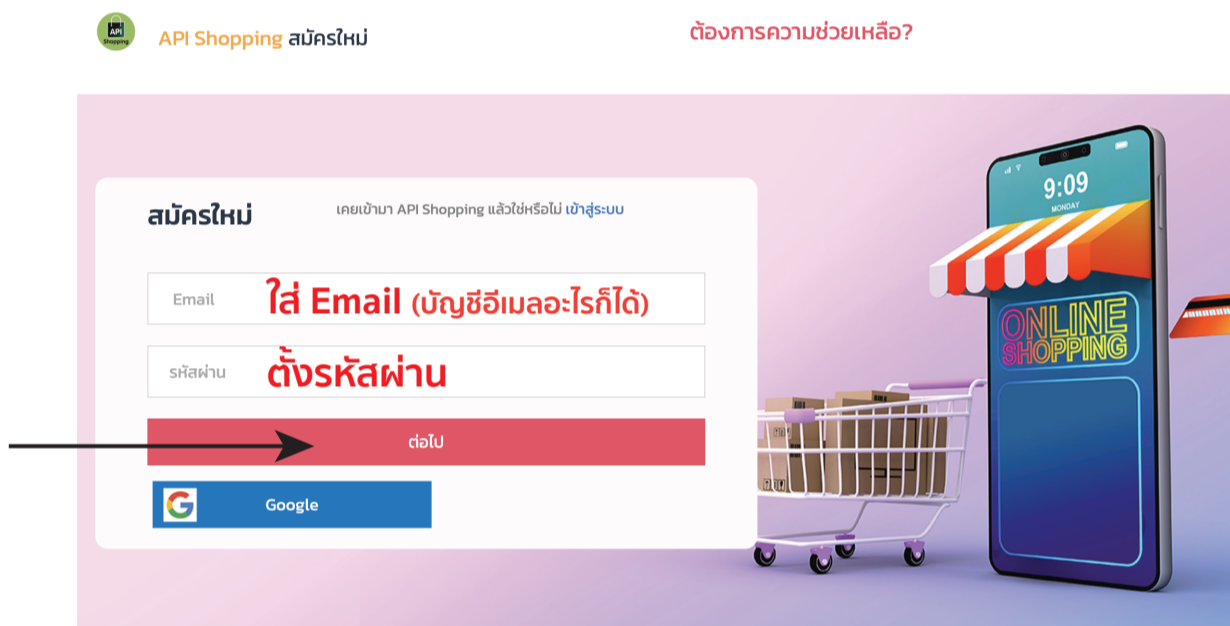 API
Shopping
API Shopping สมัครใหม่
ต้องการความช่วยเหลือ?
9:09
MONDAY
สมัครใหม่
เคยเข้ามา API Shopping แล้วใช่หรือไม่ เข้าสู่ระบบ
Email ใส่ Email (บัญชีอีเมลอะไรก็ได้)
รหัสผ่าน ตั้งรหัสผ่าน
ONLINE
SHOPPING
ต่อไป
Google